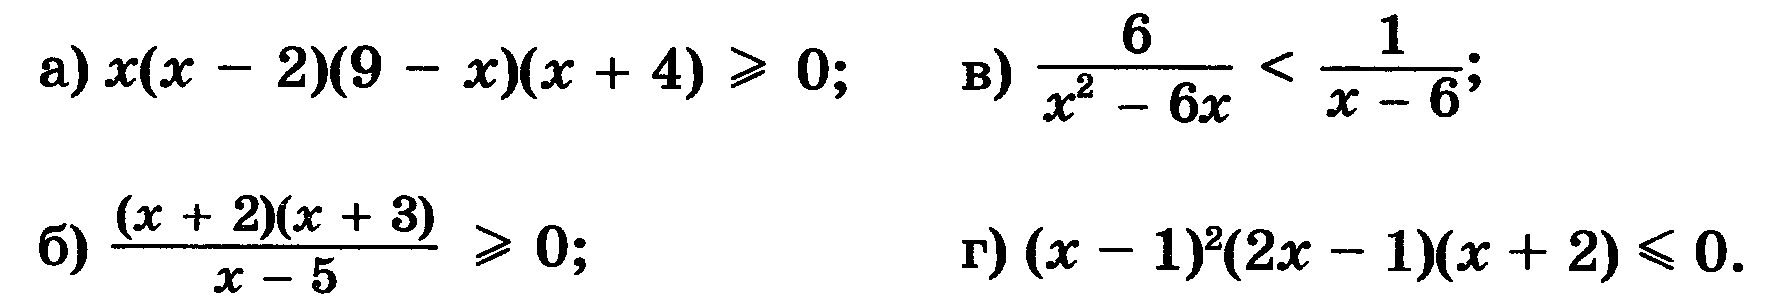 а) x(x − 2)(9 − x)(x + 4) ⩾ 0;
б) (x + 2)(x + 3) / (x − 5) ⩾ 0;
в) 6 / (x² − 6x) < 1 / (x − 6);
г) (x − 1)²(2x − 1)(x + 2) ⩽ 0.